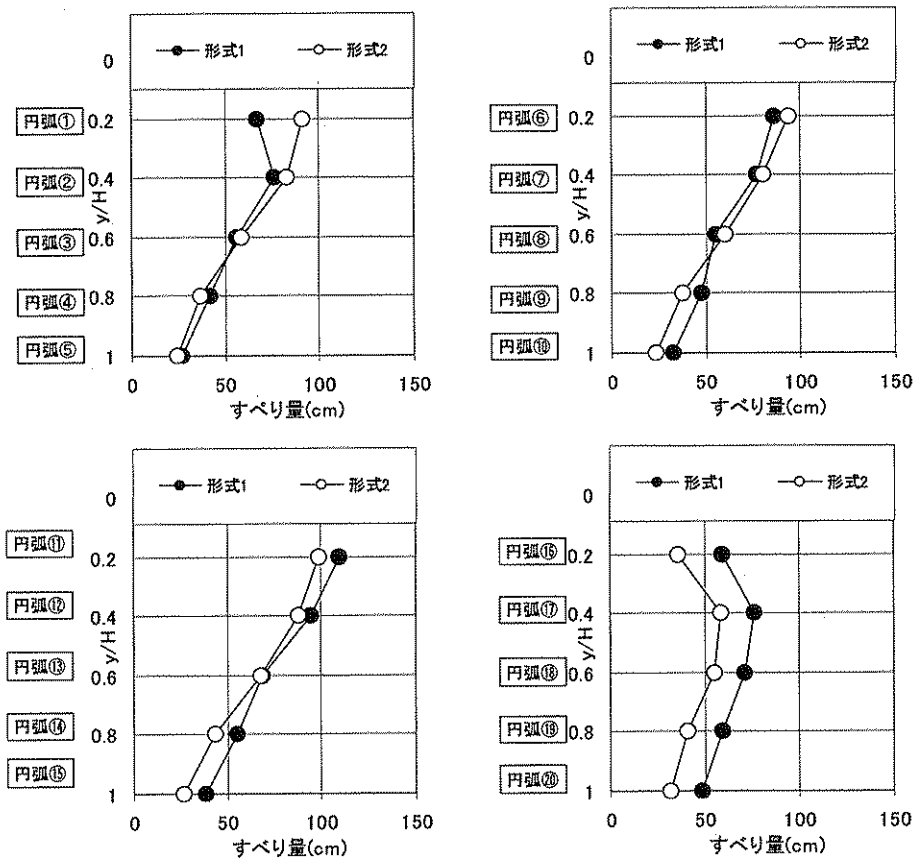 形式1 形式2
0
円弧① 0.2
円弧② 0.4
y/H
円弧③ 0.6
円弧④ 0.8
円弧⑤ 1
0 50 100 150
すべり量(cm)
形式1 形式2
0
円弧⑥ 0.2
円弧⑦ 0.4
y/H
円弧⑧ 0.6
円弧⑨ 0.8
円弧⑩ 1
0 50 100 150
すべり量(cm)
形式1 形式2
0
円弧⑪ 0.2
円弧⑫ 0.4
y/H
円弧⑬ 0.6
円弧⑭ 0.8
円弧⑮ 1
0 50 100 150
すべり量(cm)
形式1 形式2
0
円弧⑯ 0.2
円弧⑰ 0.4
y/H
円弧⑱ 0.6
円弧⑲ 0.8
円弧⑳ 1
0 50 100 150
すべり量(cm)